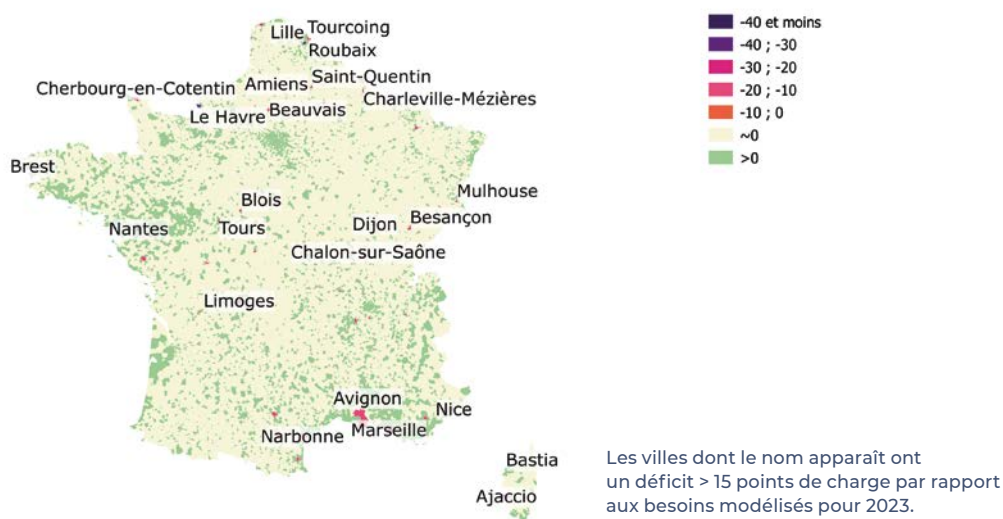 Lille Tourcoing
Roubaix
Cherbourg-en-Cotentin Amiens Saint-Quentin
Le Havre Beauvais Charleville-Mézières
Brest
Mulhouse
Blois
Besançon
Nantes Tours Dijon
Chalon-sur-Saône
Limoges
Avignon
Nice
Marseille
Narbonne
Bastia
Ajaccio
-40 et moins
-40 ; -30
-30 ; -20
-20 ; -10
-10 ; 0
~0
>0
Les villes dont le nom apparaît ont
un déficit > 15 points de charge par rapport
aux besoins modélisés pour 2023.